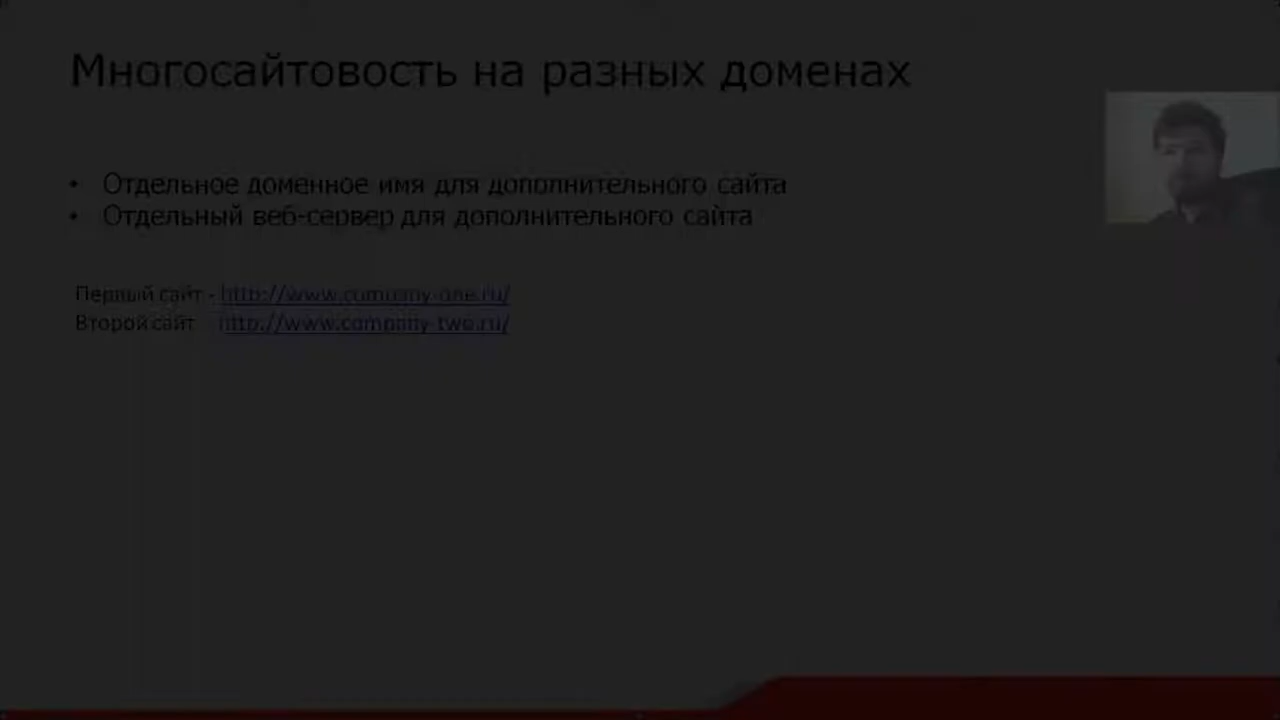 Многосайтовость на разных доменах
• Отдельное доменное имя для дополнительного сайта
• Отдельный веб-сервер для дополнительного сайта
Первый сайт - http://www.company-one.ru/
Второй сайт - http://www.company-two.ru/